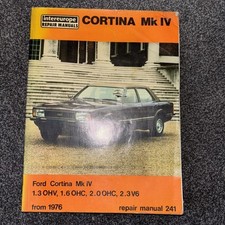 intereurope
REPAIR MANUALS
CORTINA Mk IV
Ford Cortina Mk IV
1.3 OHV, 1.6 OHC, 2.0 OHC, 2.3 V6
from 1976
repair manual 241